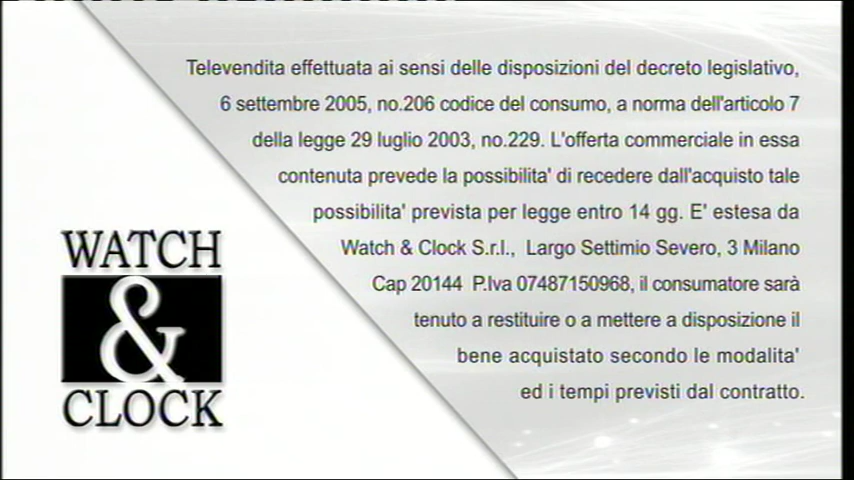 Televendita effettuata ai sensi delle disposizioni del decreto legislativo,
6 settembre 2005, no.206 codice del consumo, a norma dell'articolo 7
della legge 29 luglio 2003, no.229. L'offerta commerciale in essa
contenuta prevede la possibilita' di recedere dall'acquisto tale
possibilita' prevista per legge entro 14 gg. E' estesa da
Watch & Clock S.r.l., Largo Settimio Severo, 3 Milano
Cap 20144 P.Iva 07487150968, il consumatore sarà
tenuto a restituire o a mettere a disposizione il
bene acquistato secondo le modalita'
ed i tempi previsti dal contratto.
WATCH
&
CLOCK